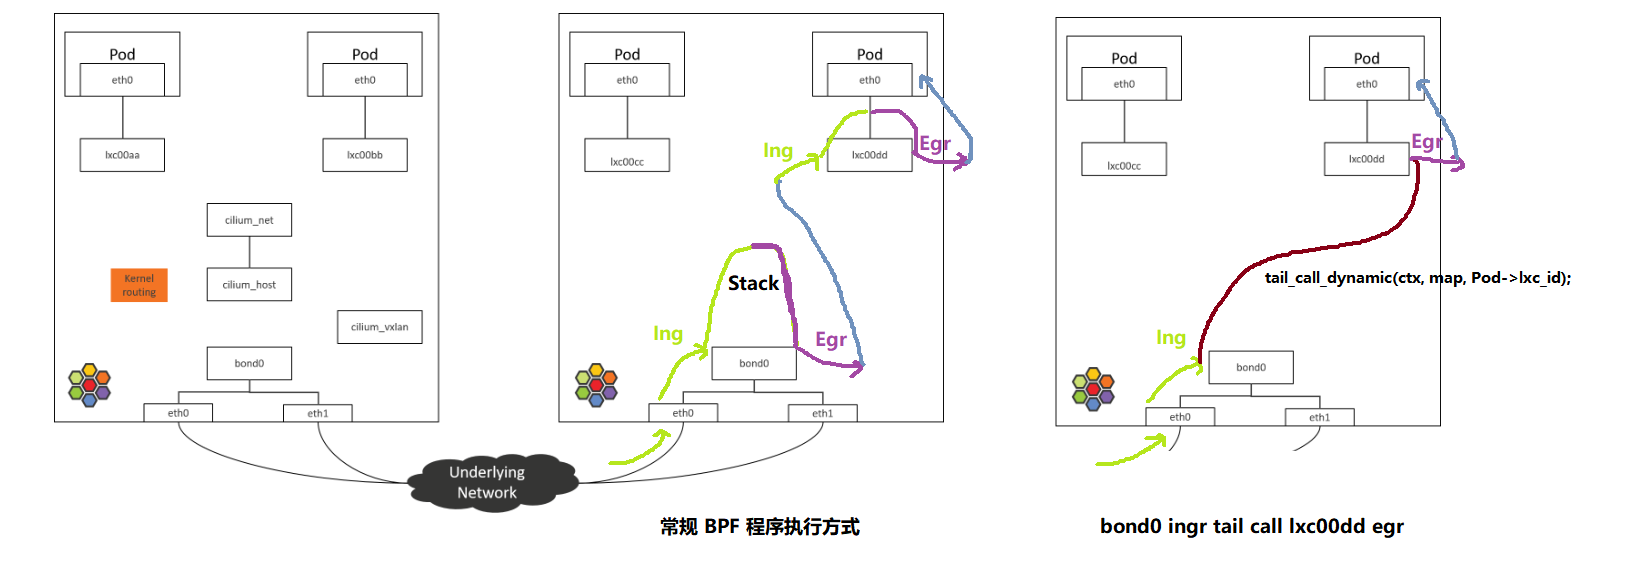 Pod
eth0
Pod
eth0
lxc00aa
lxc00bb
cilium_net
Kernel
routing
cilium_host
cilium_vxlan
bond0
eth0
eth1
Pod
eth0
Pod
eth0
lxc00cc
lxc00dd
Ing
Egr
Stack
Ing
Egr
bond0
eth0
eth1
Underlying
Network
常规 BPF 程序执行方式
Pod
eth0
Pod
eth0
lxc00cc
lxc00dd
Egr
tail_call_dynamic(ctx, map, Pod->lxc_id);
Ing
bond0
eth0
eth1
bond0 ingr tail call lxc00dd egr